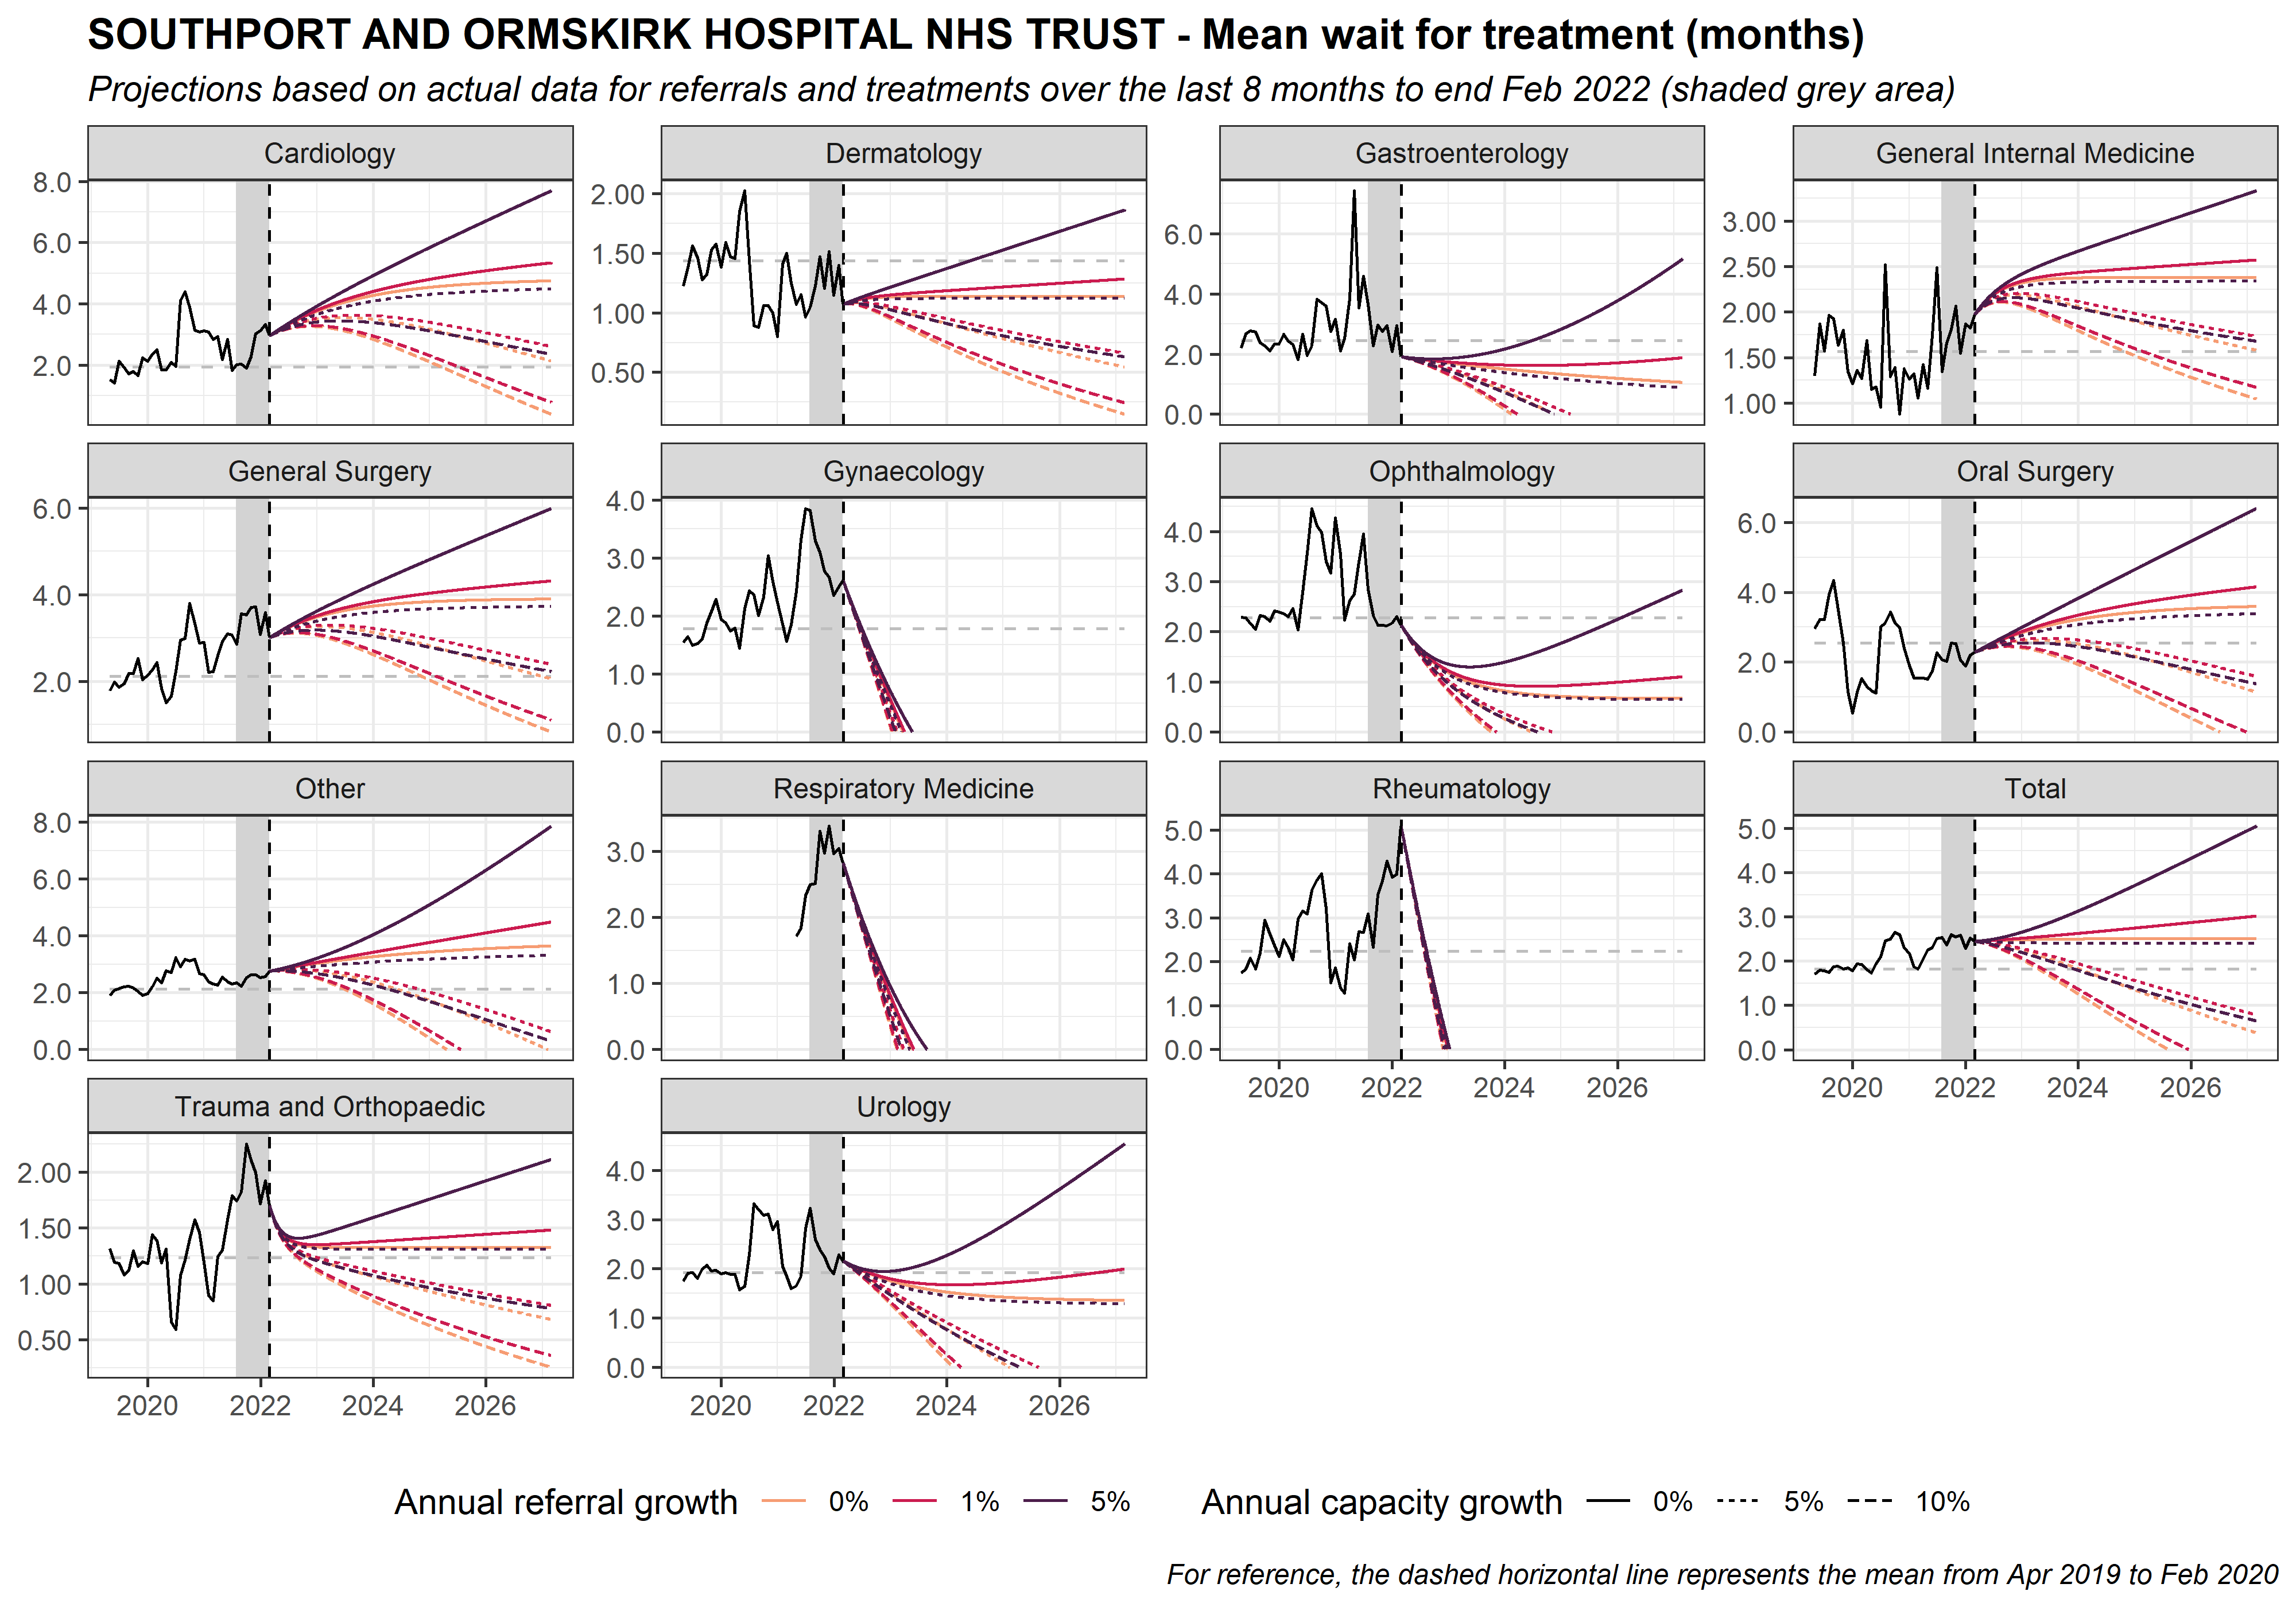 SOUTHPORT AND ORMSKIRK HOSPITAL NHS TRUST - Mean wait for treatment (months)
Projections based on actual data for referrals and treatments over the last 8 months to end Feb 2022 (shaded grey area)
Cardiology
8.0
6.0
4.0
2.0
Dermatology
2.00
1.50
1.00
0.50
Gastroenterology
6.0
4.0
2.0
0.0
General Internal Medicine
3.00
2.50
2.00
1.50
1.00
General Surgery
6.0
4.0
2.0
Gynaecology
4.0
3.0
2.0
1.0
0.0
Ophthalmology
4.0
3.0
2.0
1.0
0.0
Oral Surgery
6.0
4.0
2.0
0.0
Other
8.0
6.0
4.0
2.0
0.0
Respiratory Medicine
3.0
2.0
1.0
0.0
Rheumatology
5.0
4.0
3.0
2.0
1.0
0.0
2020 2022 2024 2026
Total
5.0
4.0
3.0
2.0
1.0
0.0
2020 2022 2024 2026
Trauma and Orthopaedic
2.00
1.50
1.00
0.50
2020 2022 2024 2026
Urology
4.0
3.0
2.0
1.0
0.0
2020 2022 2024 2026
Annual referral growth 0% 1% 5% Annual capacity growth 0% 5% 10%
For reference, the dashed horizontal line represents the mean from Apr 2019 to Feb 2020